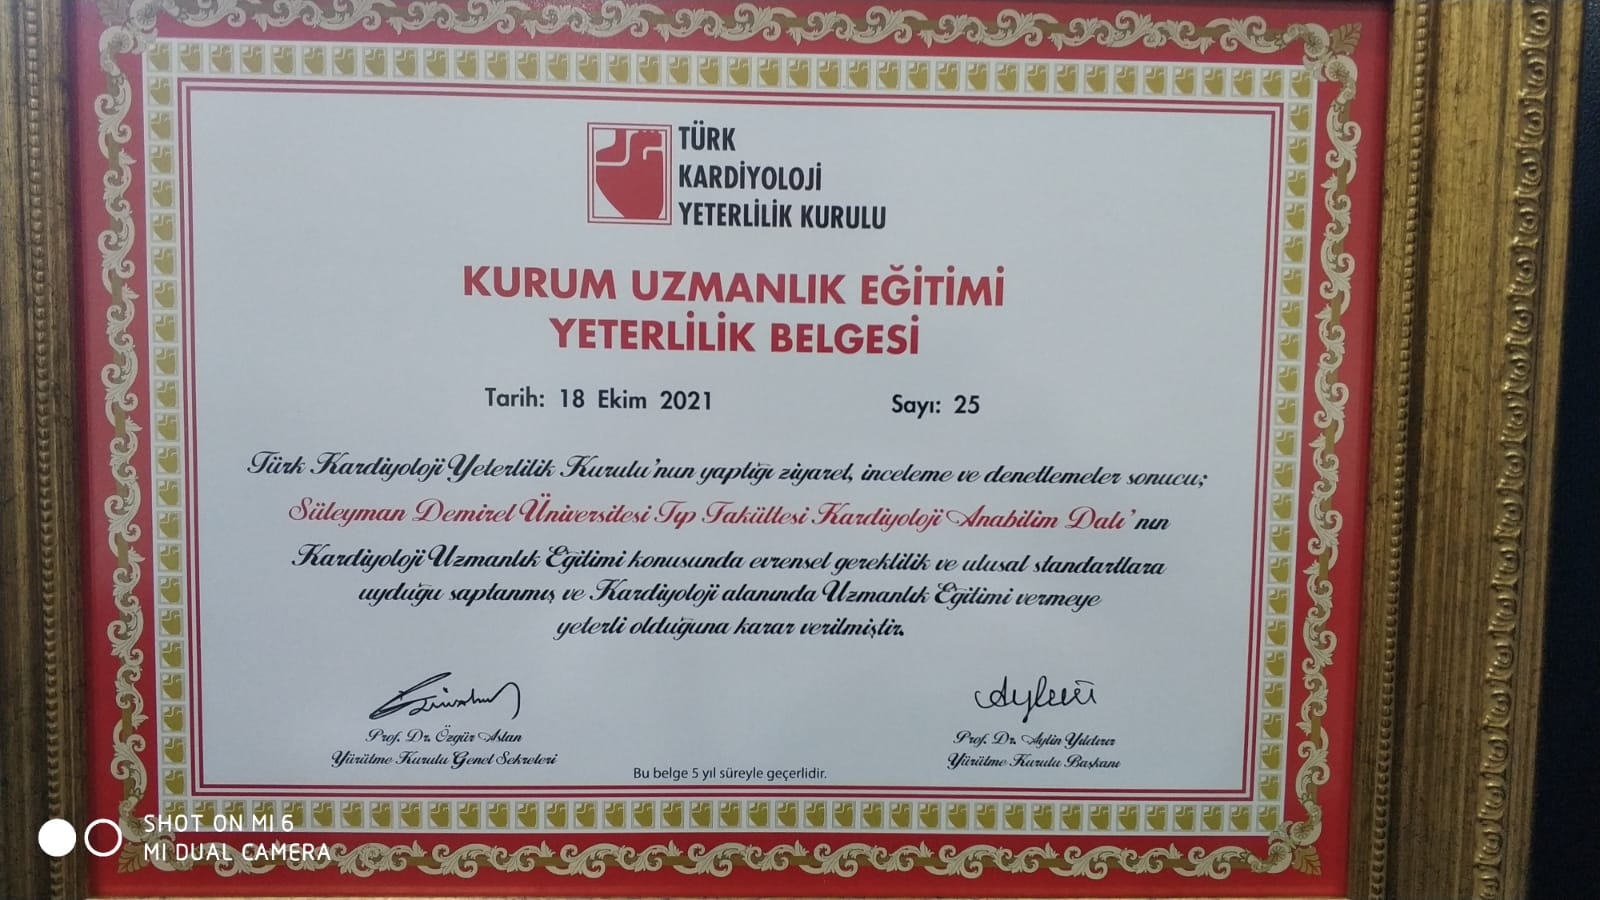 TÜRK
KARDİYOLOJİ
YETERLİLİK KURULU
KURUM UZMANLIK EĞİTİMİ
YETERLİLİK BELGESİ
Tarih: 18 Ekim 2021 Sayı: 25
Türk Kardiyoloji Yeterlilik Kurulu'nun yaptığı ziyaret, inceleme ve denetlemeler sonucu;
Süleyman Demirel Üniversitesi Tıp Fakültesi Kardiyoloji Anabilim Dalı'nın
Kardiyoloji Uzmanlık Eğitimi konusunda evrensel gereklilik ve ulusal standartlara
uyduğu saptanmış ve Kardiyoloji alanında Uzmanlık Eğitimi vermeye
yeterli olduğuna karar verilmiştir.
Prof. Dr. Özgür Aslan
Yürütme Kurulu Genel Sekreteri
Prof. Dr. Aylin Yıldırır
Yürütme Kurulu Başkanı
Bu belge 5 yıl süreyle geçerlidir.
SHOT ON MI 6
MI DUAL CAMERA